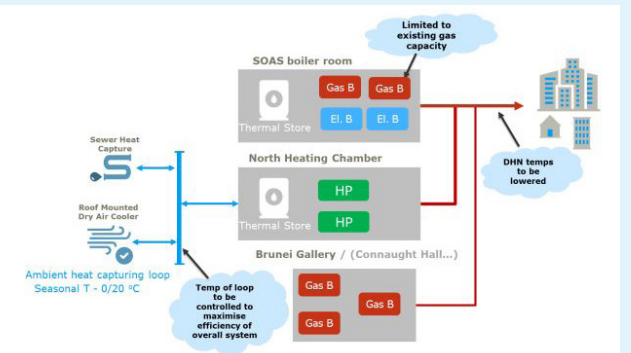 Limited to
existing gas
capacity
SOAS boiler room
Gas B
Gas B
El. B
El. B
Thermal Store
Sewer Heat
Capture
North Heating Chamber
HP
HP
Thermal Store
DHN temps
to be
lowered
Roof Mounted
Dry Air Cooler
Ambient heat capturing loop
Seasonal T - 0/20 °C
Temp of loop
to be
controlled to
maximise
efficiency of
overall system
Brunei Gallery / (Connaught Hall...)
Gas B
Gas B
Gas B